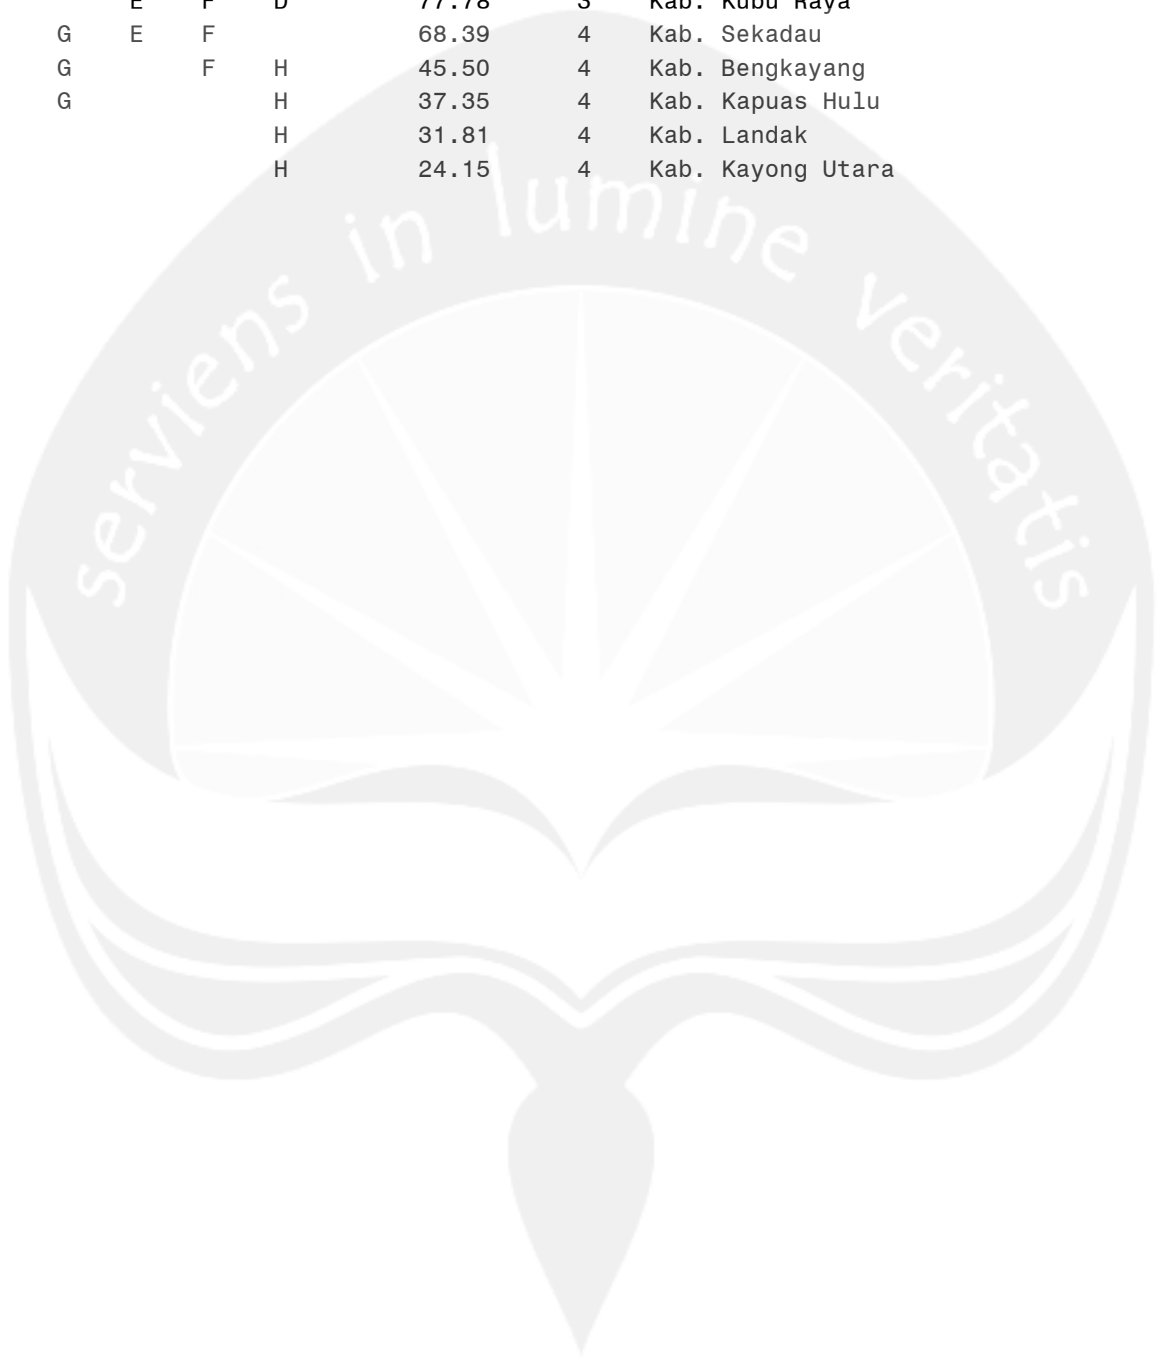 E F D 77.78 3 Kab. Kubu Raya
G E F 68.39 4 Kab. Sekadau
G F H 45.50 4 Kab. Bengkayang
G H 37.35 4 Kab. Kapuas Hulu
H 31.81 4 Kab. Landak
H 24.15 4 Kab. Kayong Utara
serviens in lumine veritatis